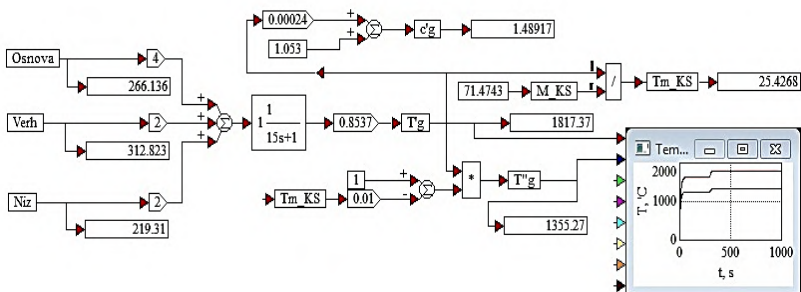 0.00024
+
Σ
c'g
1.48917
1.053
+
Osnova
4
266.136
71.4743
M_KS
/
Tm_KS
25.4268
Verh
2
+
+
+
Σ
1
1
15s+1
0.8537
T'g
1817.37
312.823
Niz
2
219.31
Tm_KS
1
0.01
+
-
Σ
*
T"g
1355.27
Tem...
T, °C
2000
1000
0
0
500
1000
t, s